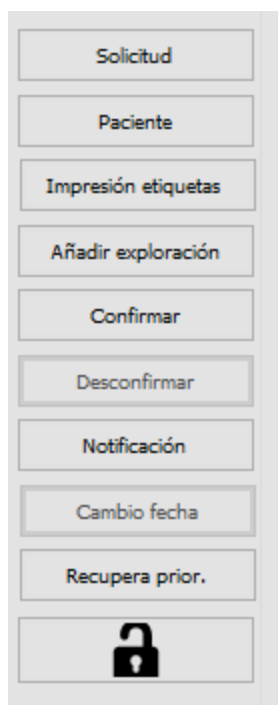 Solicitud
Paciente
Impresión etiquetas
Añadir exploración
Confirmar
Desconfirmar
Notificación
Cambio fecha
Recupera prior.